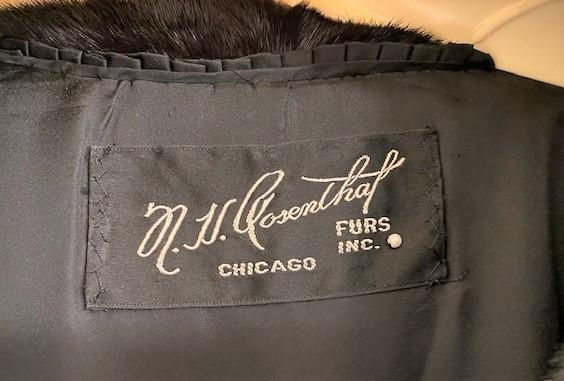 N. H. Rosenthal
FURS
INC.
CHICAGO